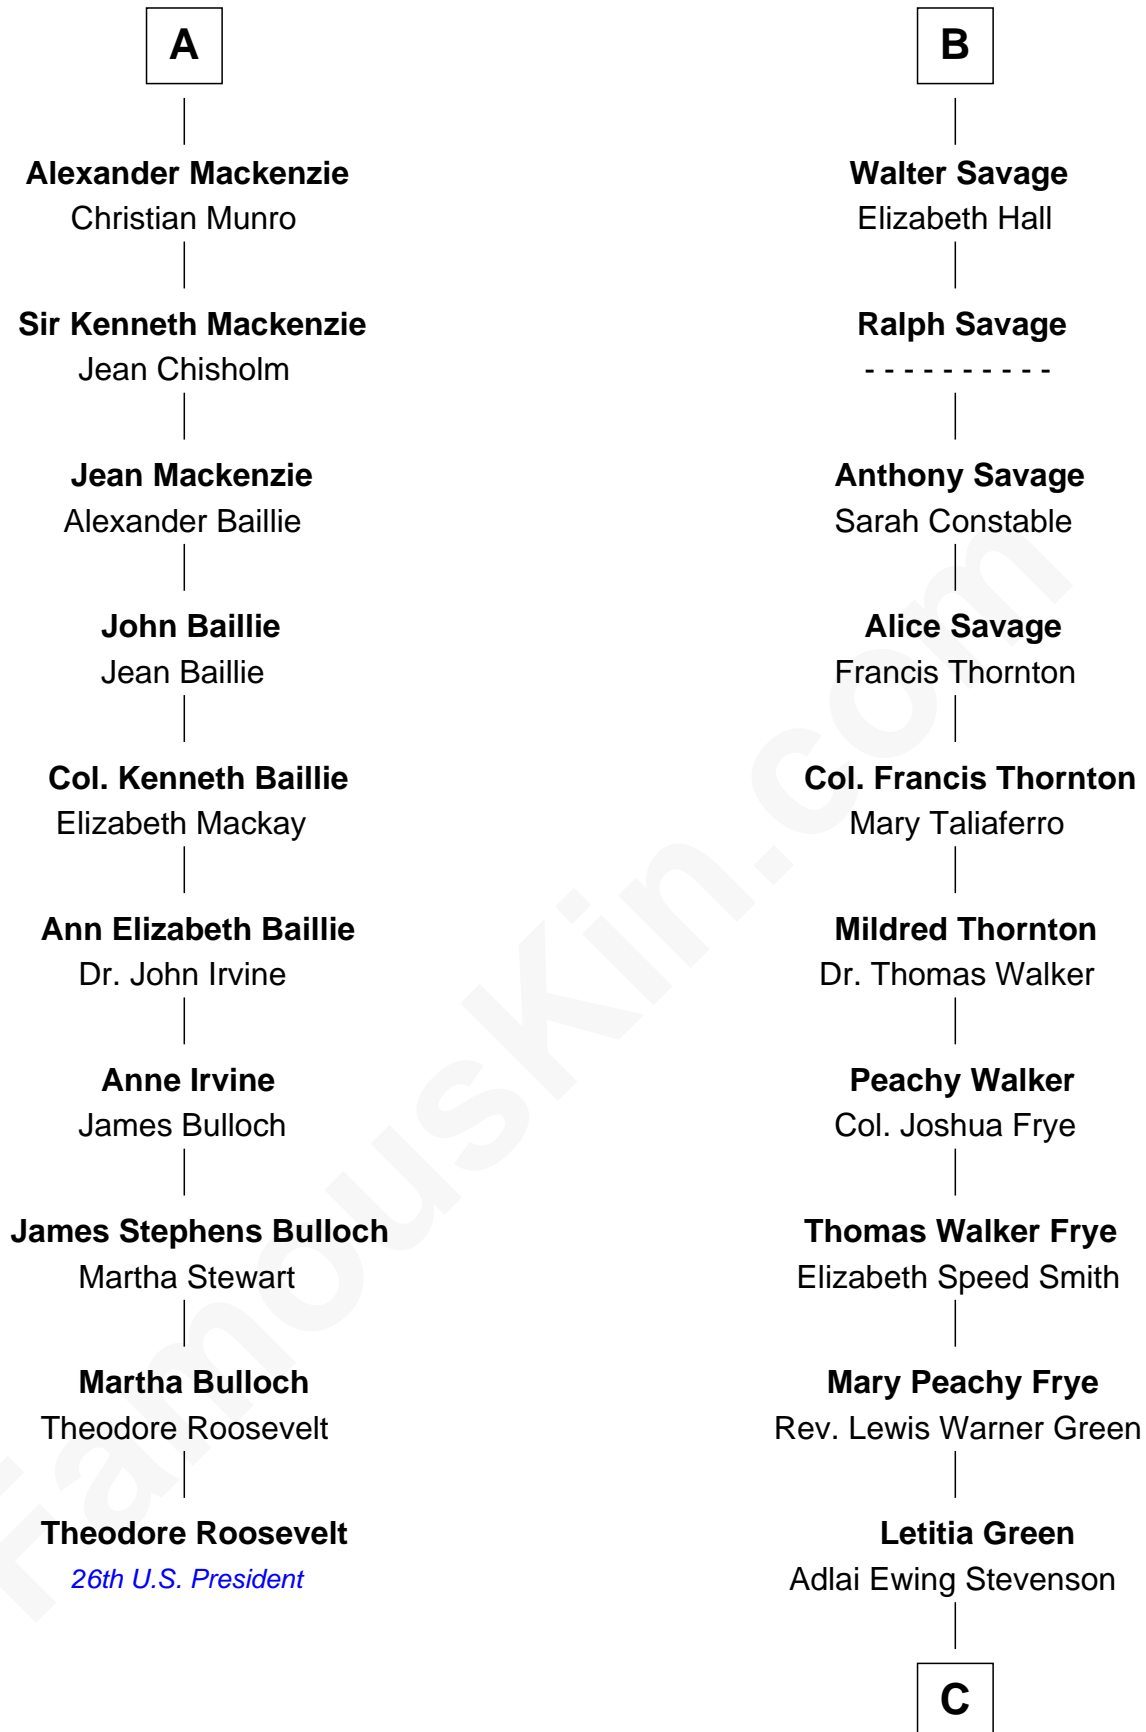 A
Alexander Mackenzie
Christian Munro
Sir Kenneth Mackenzie
Jean Chisholm
Jean Mackenzie
Alexander Baillie
John Baillie
Jean Baillie
Col. Kenneth Baillie
Elizabeth Mackay
Ann Elizabeth Baillie
Dr. John Irvine
Anne Irvine
James Bulloch
James Stephens Bulloch
Martha Stewart
Martha Bulloch
Theodore Roosevelt
Theodore Roosevelt
26th U.S. President
B
Walter Savage
Elizabeth Hall
Ralph Savage
- - - - - - - - - -
Anthony Savage
Sarah Constable
Alice Savage
Francis Thornton
Col. Francis Thornton
Mary Taliaferro
Mildred Thornton
Dr. Thomas Walker
Peachy Walker
Col. Joshua Frye
Thomas Walker Frye
Elizabeth Speed Smith
Mary Peachy Frye
Rev. Lewis Warner Green
Letitia Green
Adlai Ewing Stevenson
C
FamousKin.com